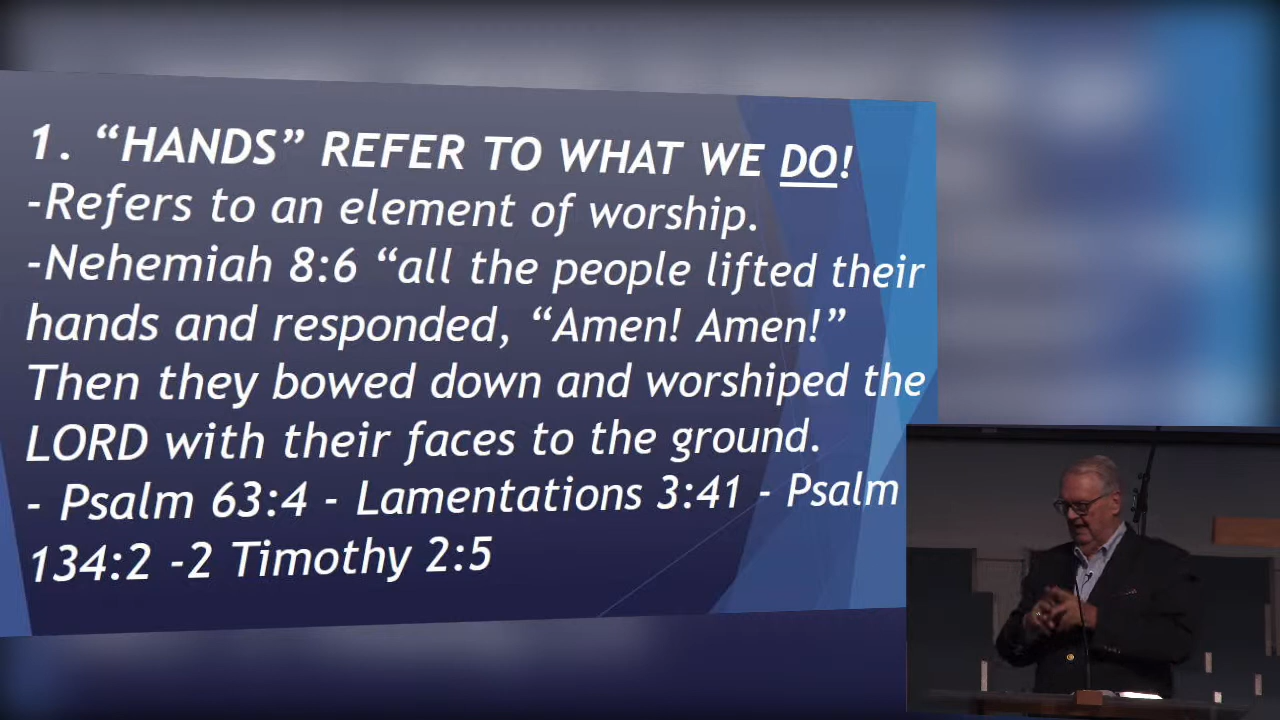 1. “HANDS” REFER TO WHAT WE DO!
-Refers to an element of worship.
-Nehemiah 8:6 “all the people lifted their
hands and responded, “Amen! Amen!”
Then they bowed down and worshiped the
LORD with their faces to the ground.
- Psalm 63:4 - Lamentations 3:41 - Psalm
134:2 -2 Timothy 2:5